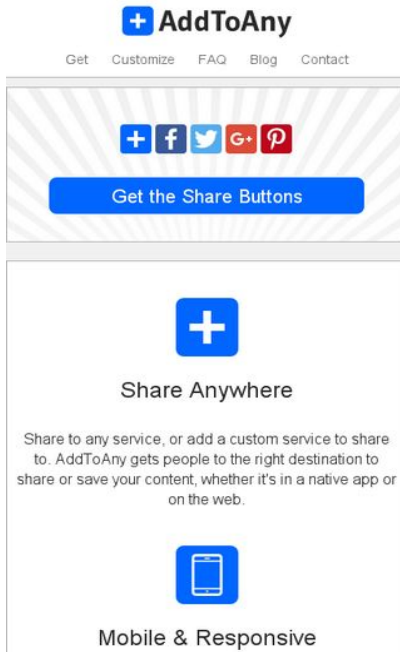 AddToAny
Get Customize FAQ Blog Contact
Get the Share Buttons
Share Anywhere
Share to any service, or add a custom service to share
to. AddToAny gets people to the right destination to
share or save your content, whether it's in a native app or
on the web.
Mobile & Responsive